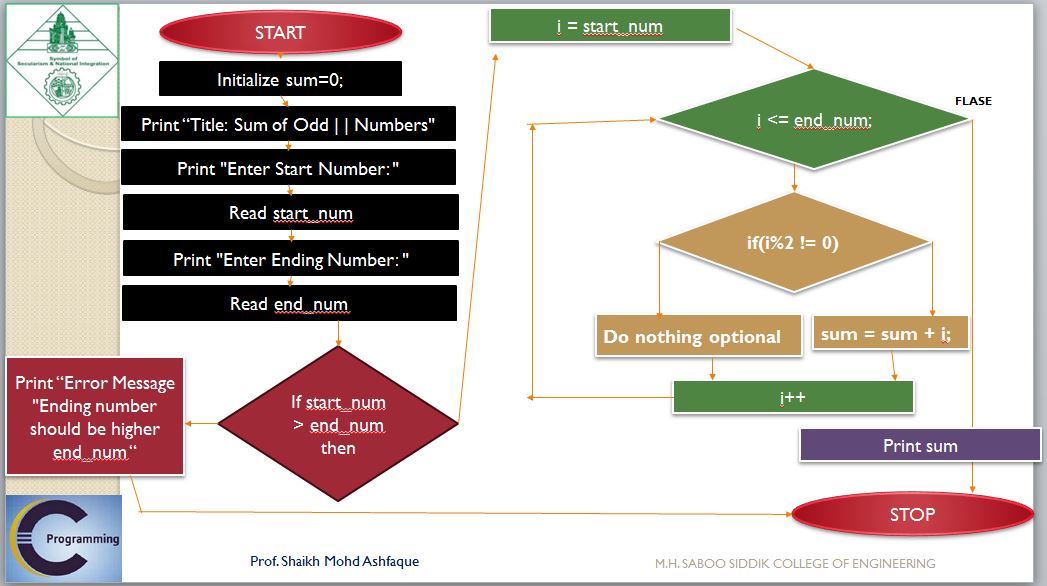 Symbol of
Secularism & National Integration
START
Initialize sum=0;
Print “Title: Sum of Odd || Numbers"
Print "Enter Start Number: "
Read start_num
Print "Enter Ending Number: "
Read end_num
If start_num
> end_num
then
Print “Error Message
"Ending number
should be higher
end_num“
i = start_num
i <= end_num;
FLASE
if(i%2 != 0)
Do nothing optional
sum = sum + i;
i++
Print sum
STOP
C
Programming
Prof. Shaikh Mohd Ashfaque
M.H. SABOO SIDDIK COLLEGE OF ENGINEERING